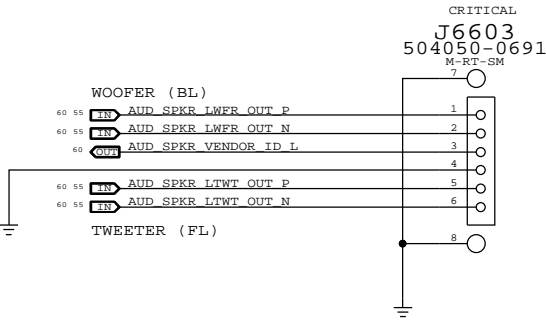 CRITICAL
J6603
504050-0691
M-RT-SM
7
WOOFER (BL)
60 55 IN AUD_SPKR_LWFR_OUT_P 1
60 55 IN AUD_SPKR_LWFR_OUT_N 2
60 OUT AUD_SPKR_VENDOR_ID_L 3
4
60 55 IN AUD_SPKR_LTWT_OUT_P 5
60 55 IN AUD_SPKR_LTWT_OUT_N 6
TWEETER (FL)
8